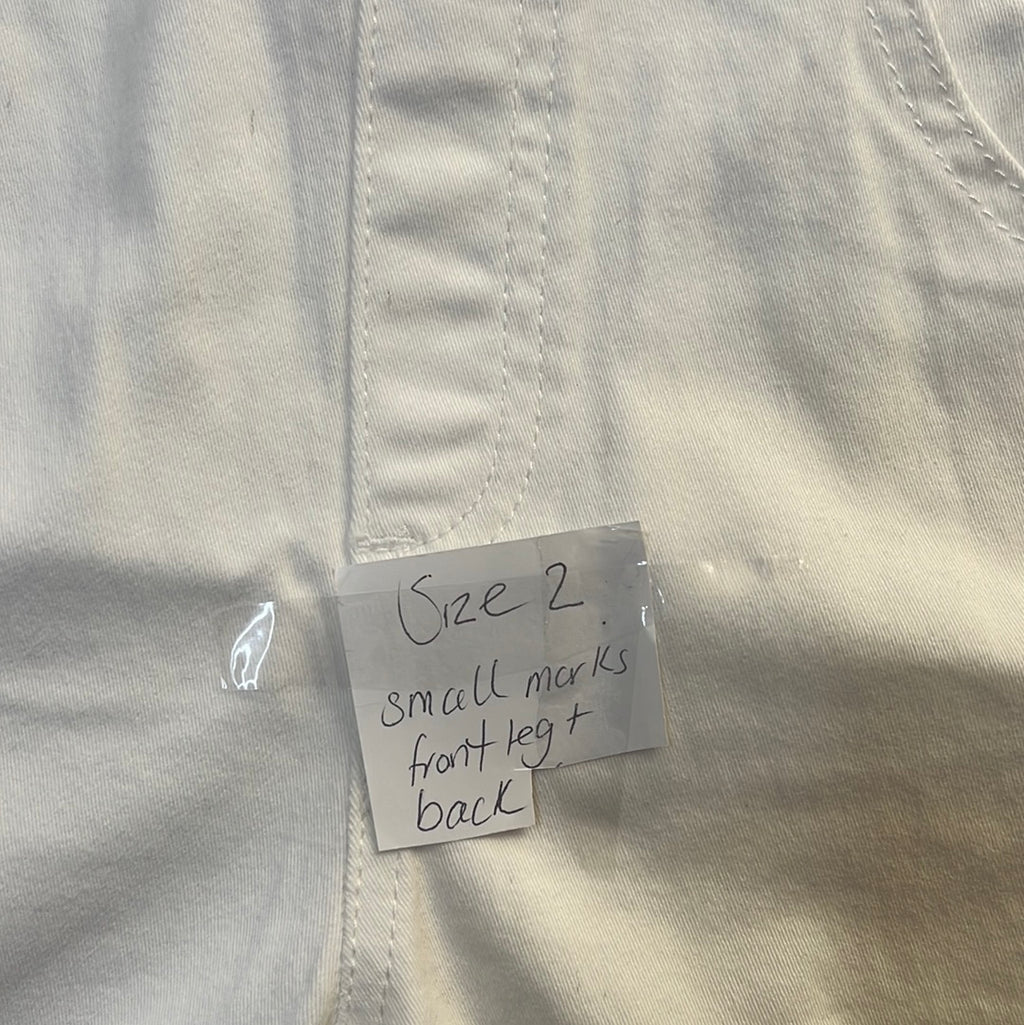 Size 2
small marks
front leg +
back